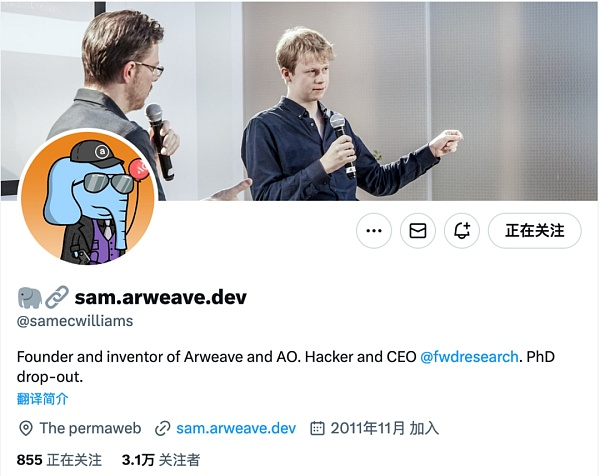 正在关注
sam.arweave.dev
@samecwilliams
Founder and inventor of Arweave and AO. Hacker and CEO @fwdresearch. PhD
drop-out.
翻译简介
The permaweb sam.arweave.dev 2011年11月 加入
855 正在关注 3.1万 关注者